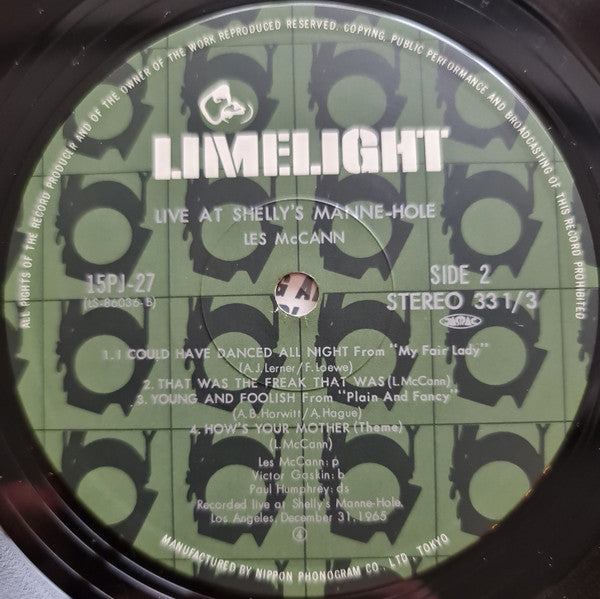 ALL RIGHTS OF THE RECORD PRODUCER AND OF THE OWNER OF THE WORK REPRODUCED RESERVED. COPYING, PUBLIC PERFORMANCE AND BROADCASTING OF THIS RECORD PROHIBITED
LIMELIGHT
LIVE AT SHELLY'S MANNE-HOLE
LES McCANN
15PJ-27
(LS-86036-B)
SIDE 2
STEREO 33 1/3
1. I COULD HAVE DANCED ALL NIGHT From "My Fair Lady"
(A.J. Lerner/F. Loewe)
2. THAT WAS THE FREAK THAT WAS (L. McCann)
3. YOUNG AND FOOLISH From "Plain And Fancy"
(A.B. Horwitt/A. Hague)
4. HOW'S YOUR MOTHER (Theme)
(L. McCann)
Les McCann: p
Victor Gaskin: b
Paul Humphrey: ds
Recorded live at Shelly's Manne-Hole,
Los Angeles, December 31, 1965
4
MANUFACTURED BY NIPPON PHONOGRAM CO., LTD., TOKYO